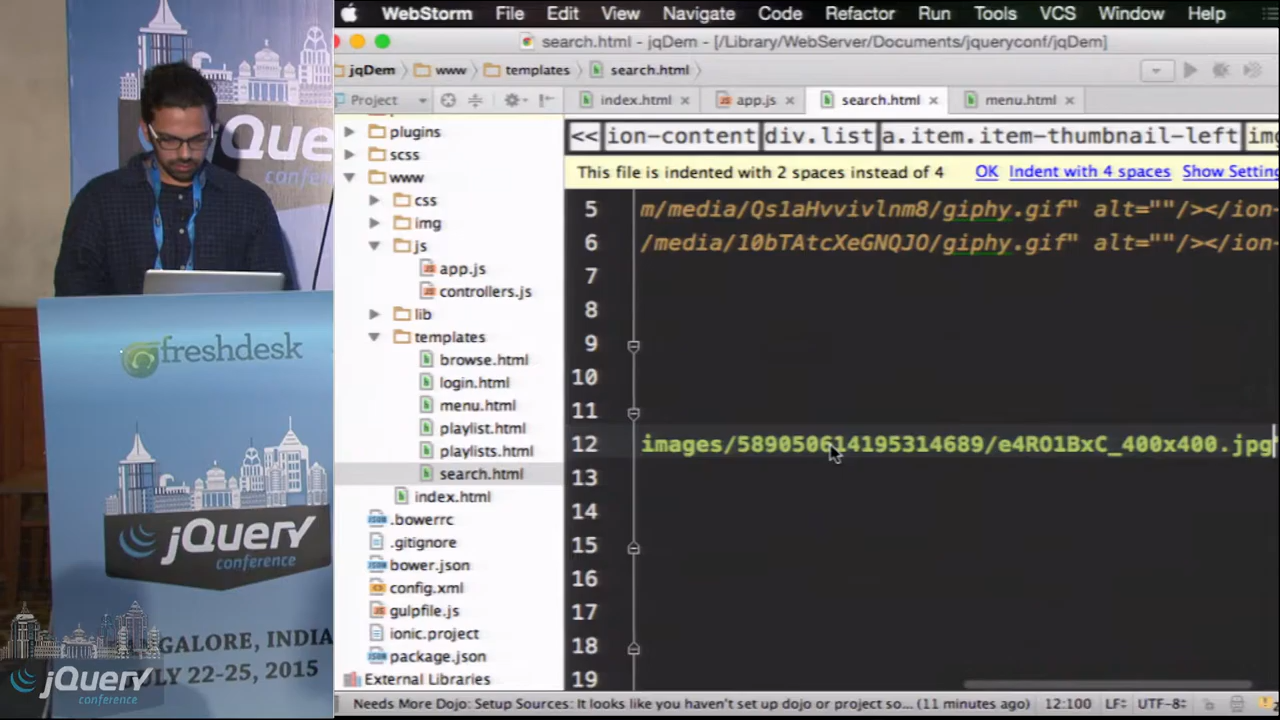 WebStorm File Edit View Navigate Code Refactor Run Tools VCS Window Help
search.html - jqDem - [/Library/WebServer/Documents/jqueryconf/jqDem]
jqDem www templates search.html
Project index.html app.js search.html menu.html
<< ion-content div.list a.item.item-thumbnail-left
This file is indented with 2 spaces instead of 4 OK Indent with 4 spaces Show Setting
plugins
scss
www
css
img
js
app.js
controllers.js
lib
templates
browse.html
login.html
menu.html
playlist.html
playlists.html
search.html
index.html
.bowerrc
.gitignore
bower.json
config.xml
gulpfile.js
ionic.project
package.json
External Libraries
5 m/media/Qs1aHvvivlnm8/giphy.gif" alt=""/></ion-
6 /media/10bTAtcXeGNQJO/giphy.gif" alt=""/></ion-
7
8
9
10
11
12 images/589050614195314689/e4RO1BxC_400x400.jpg
13
14
15
16
17
18
19
Needs More Dojo: Setup Sources: It looks like you haven't set up dojo or project so... (11 minutes ago) 12:100 LF UTF-8
jQue
confere
freshdesk
jQuery
conference
GALORE, INDIA
JULY 22-25, 2015
jQuery
conference